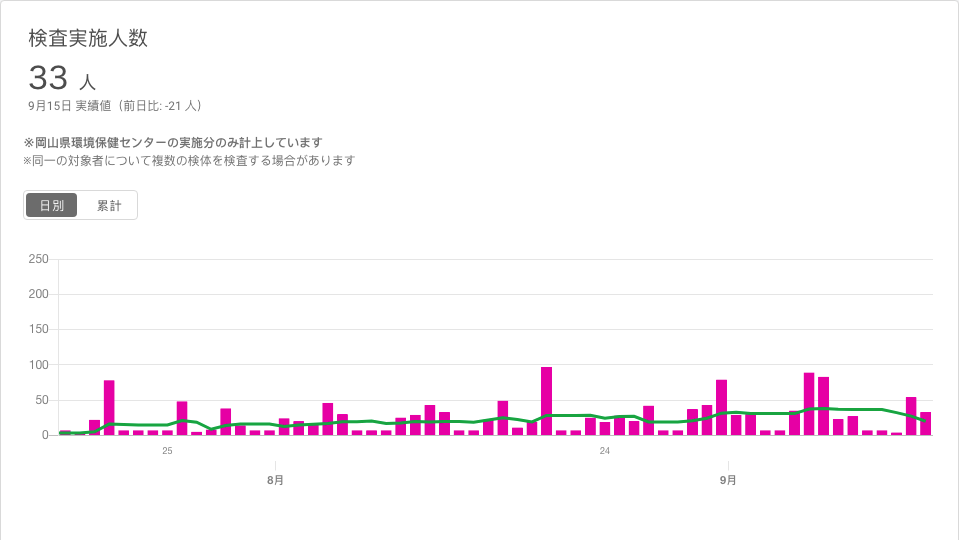 検査実施人数
33 人
9月15日 実績値（前日比: -21 人）
※岡山県環境保健センターの実施分のみ計上しています
※同一の対象者について複数の検体を検査する場合があります
日別 累計
250
200
150
100
50
0
25 24
8月 9月